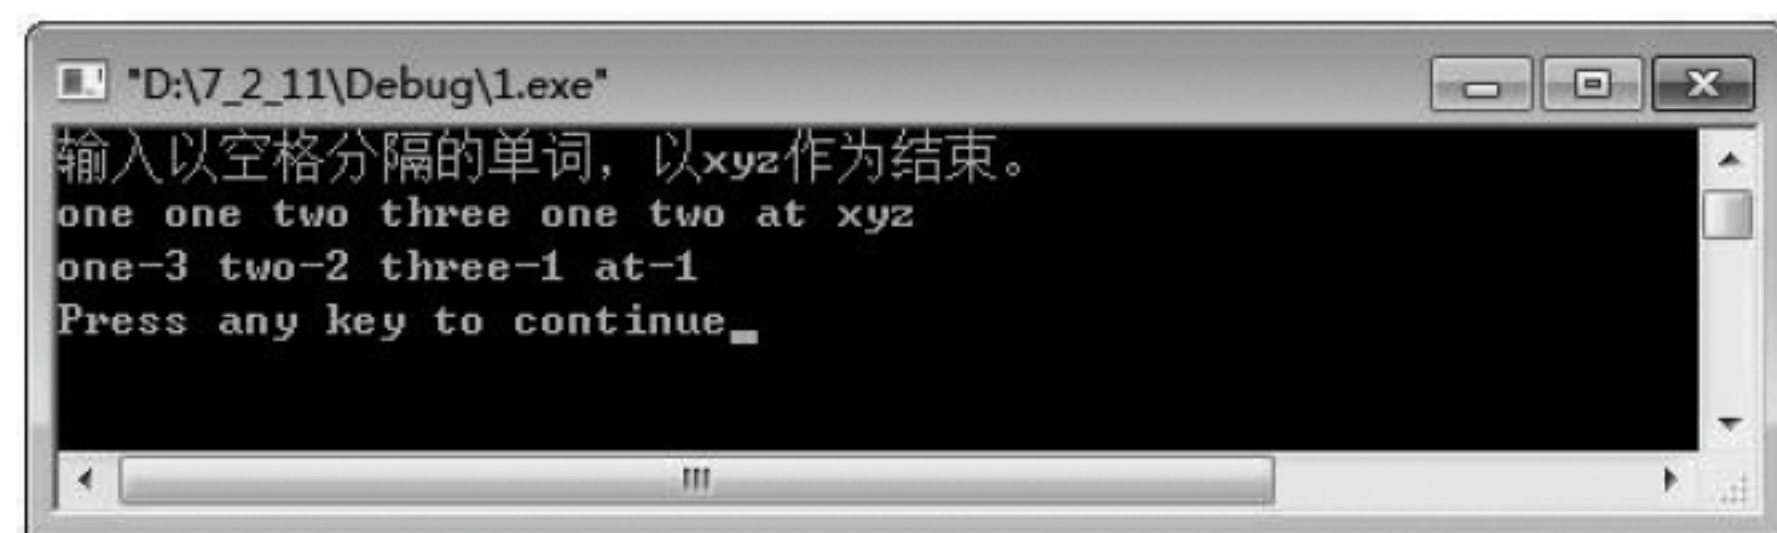 "D:\7_2_11\Debug\1.exe"
输入以空格分隔的单词，以xyz作为结束。
one one two three one two at xyz
one-3 two-2 three-1 at-1
Press any key to continue